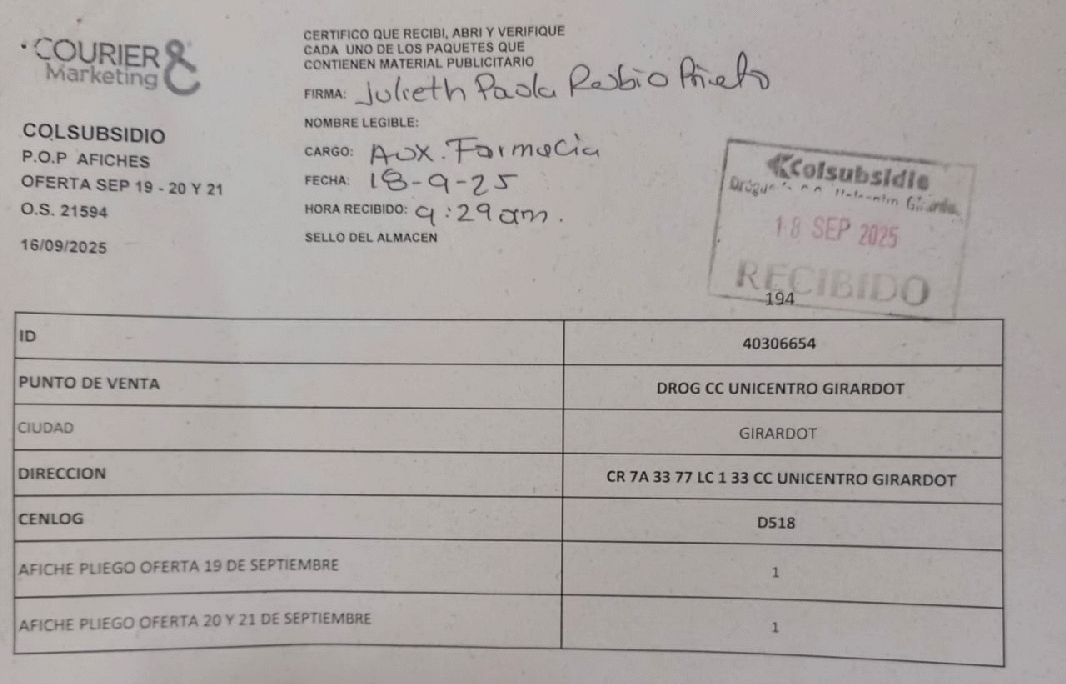 COURIER &
Marketing
COLSUBSIDIO
P.O.P AFICHES
OFERTA SEP 19 - 20 Y 21
O.S. 21594
16/09/2025
CERTIFICO QUE RECIBI, ABRI Y VERIFIQUE
CADA UNO DE LOS PAQUETES QUE
CONTIENEN MATERIAL PUBLICITARIO
FIRMA: Julieth Paola Rubio Prieto
NOMBRE LEGIBLE:
CARGO: Aux. Farmacia
FECHA: 18-9-25
HORA RECIBIDO: 9:29 am.
SELLO DEL ALMACEN
Colsubsidio
18 SEP 2025
RECIBIDO
194
ID 40306654
PUNTO DE VENTA DROG CC UNICENTRO GIRARDOT
CIUDAD GIRARDOT
DIRECCION CR 7A 33 77 LC 1 33 CC UNICENTRO GIRARDOT
CENLOG D518
AFICHE PLIEGO OFERTA 19 DE SEPTIEMBRE 1
AFICHE PLIEGO OFERTA 20 Y 21 DE SEPTIEMBRE 1